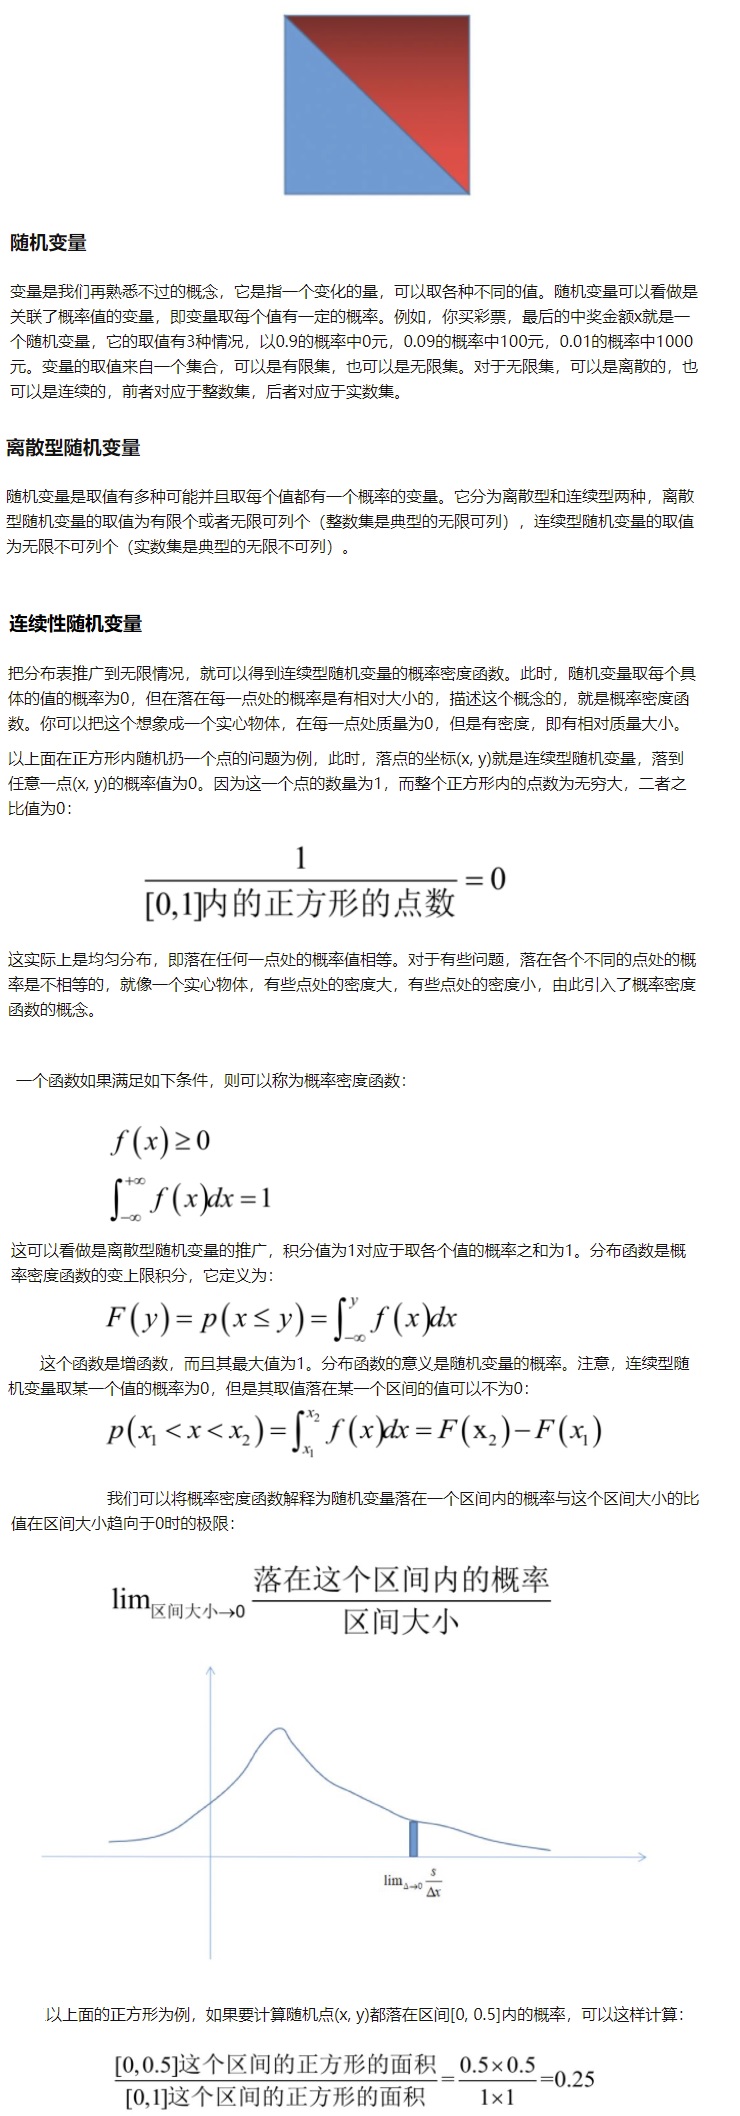 随机变量
变量是我们再熟悉不过的概念，它是指一个变化的量，可以取各种不同的值。随机变量可以看做是
关联了概率值的变量，即变量取每个值有一定的概率。例如，你买彩票，最后的中奖金额x就是一
个随机变量，它的取值有3种情况，以0.9的概率中0元，0.09的概率中100元，0.01的概率中1000
元。变量的取值来自一个集合，可以是有限集，也可以是无限集。对于无限集，可以是离散的，也
可以是连续的，前者对应于整数集，后者对应于实数集。
离散型随机变量
随机变量是取值有多种可能并且取每个值都有一个概率的变量。它分为离散型和连续型两种，离散
型随机变量的取值为有限个或者无限可列个（整数集是典型的无限可列），连续型随机变量的取值
为无限不可列个（实数集是典型的无限不可列）。
连续性随机变量
把分布表推广到无限情况，就可以得到连续型随机变量的概率密度函数。此时，随机变量取每个具
体的值的概率为0，但在落在每一点处的概率是有相对大小的，描述这个概念的，就是概率密度函
数。你可以把这个想象成一个实心物体，在每一点处质量为0，但是有密度，即有相对质量大小。
以上面在正方形内随机扔一个点的问题为例，此时，落点的坐标(x, y)就是连续型随机变量，落到
任意一点(x, y)的概率值为0。因为这一个点的数量为1，而整个正方形内的点数为无穷大，二者之
比值为0：
1
[0,1]内的正方形的点数 = 0
这实际上是均匀分布，即落在任何一点处的概率值相等。对于有些问题，落在各个不同的点处的概
率是不相等的，就像一个实心物体，有些点处的密度大，有些点处的密度小，由此引入了概率密度
函数的概念。
一个函数如果满足如下条件，则可以称为概率密度函数：
f(x)≥0
∫_{-∞}^{+∞} f(x)dx=1
这可以看做是离散型随机变量的推广，积分值为1对应于取各个值的概率之和为1。分布函数是概
率密度函数的变上限积分，它定义为：
F(y)=p(x≤y)=∫_{-∞}^{y} f(x)dx
这个函数是增函数，而且其最大值为1。分布函数的意义是随机变量的概率。注意，连续型随
机变量取某一个值的概率为0，但是其取值落在某一个区间的值可以不为0：
p(x₁<x<x₂)=∫_{x₁}^{x₂} f(x)dx=F(x₂)-F(x₁)
我们可以将概率密度函数解释为随机变量落在一个区间内的概率与这个区间大小的比
值在区间大小趋向于0时的极限：
落在这个区间内的概率
lim区间大小→0
区间大小
lim Δ→0 s/Δx
以上面的正方形为例，如果要计算随机点(x, y)都落在区间[0, 0.5]内的概率，可以这样计算：
[0,0.5]这个区间的正方形的面积 = 0.5×0.5 =0.25
[0,1]这个区间的正方形的面积 1×1